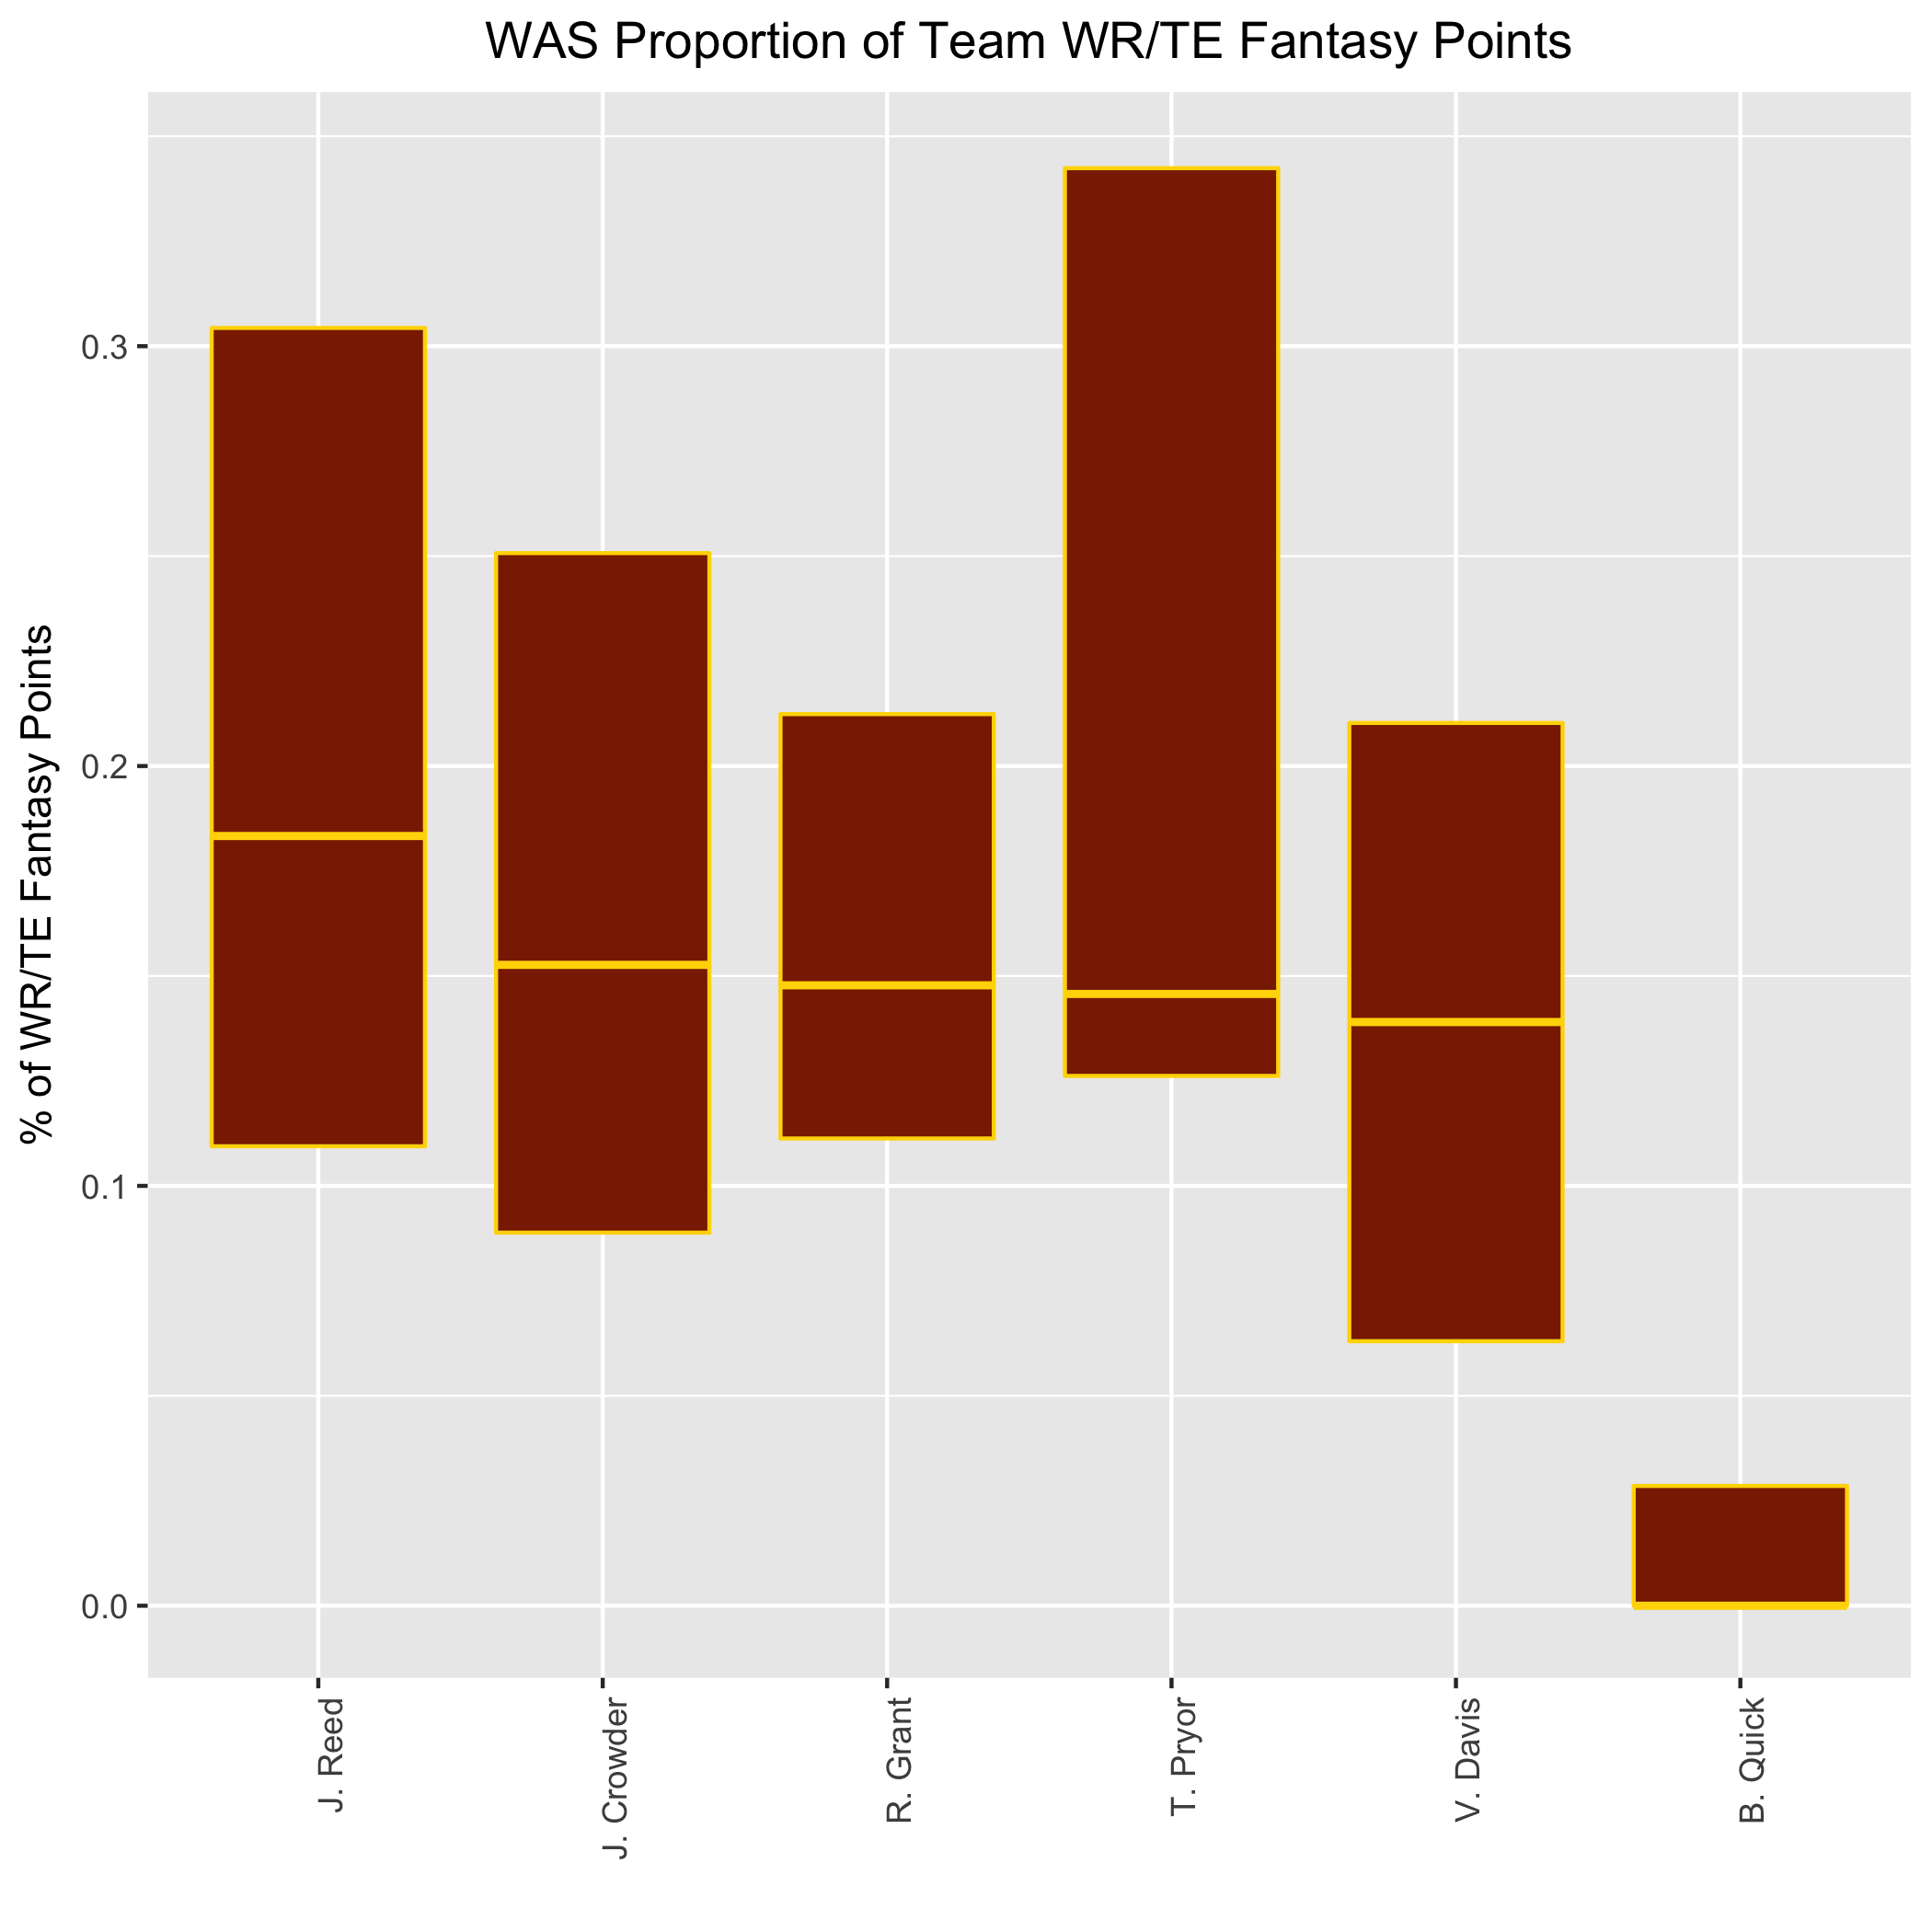 WAS Proportion of Team WR/TE Fantasy Points
% of WR/TE Fantasy Points
0.3
0.2
0.1
0.0
J. Reed
J. Crowder
R. Grant
T. Pryor
V. Davis
B. Quick